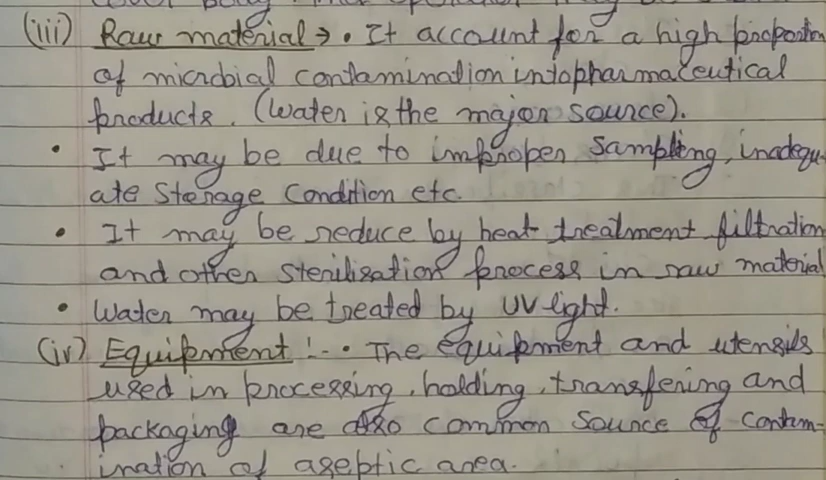 (iii) Raw material → • It account for a high proportion
of microbial contamination into pharmaceutical
products. (Water is the major source).
• It may be due to improper sampling, inadequ-
ate storage condition etc.
• It may be reduce by heat treatment filtration
and other sterilisation process in raw material
• Water may be treated by UV light.
(iv) Equipment :- • The equipment and utensils
used in processing, holding, transfering and
packaging are also common source of contam-
ination of aseptic area.